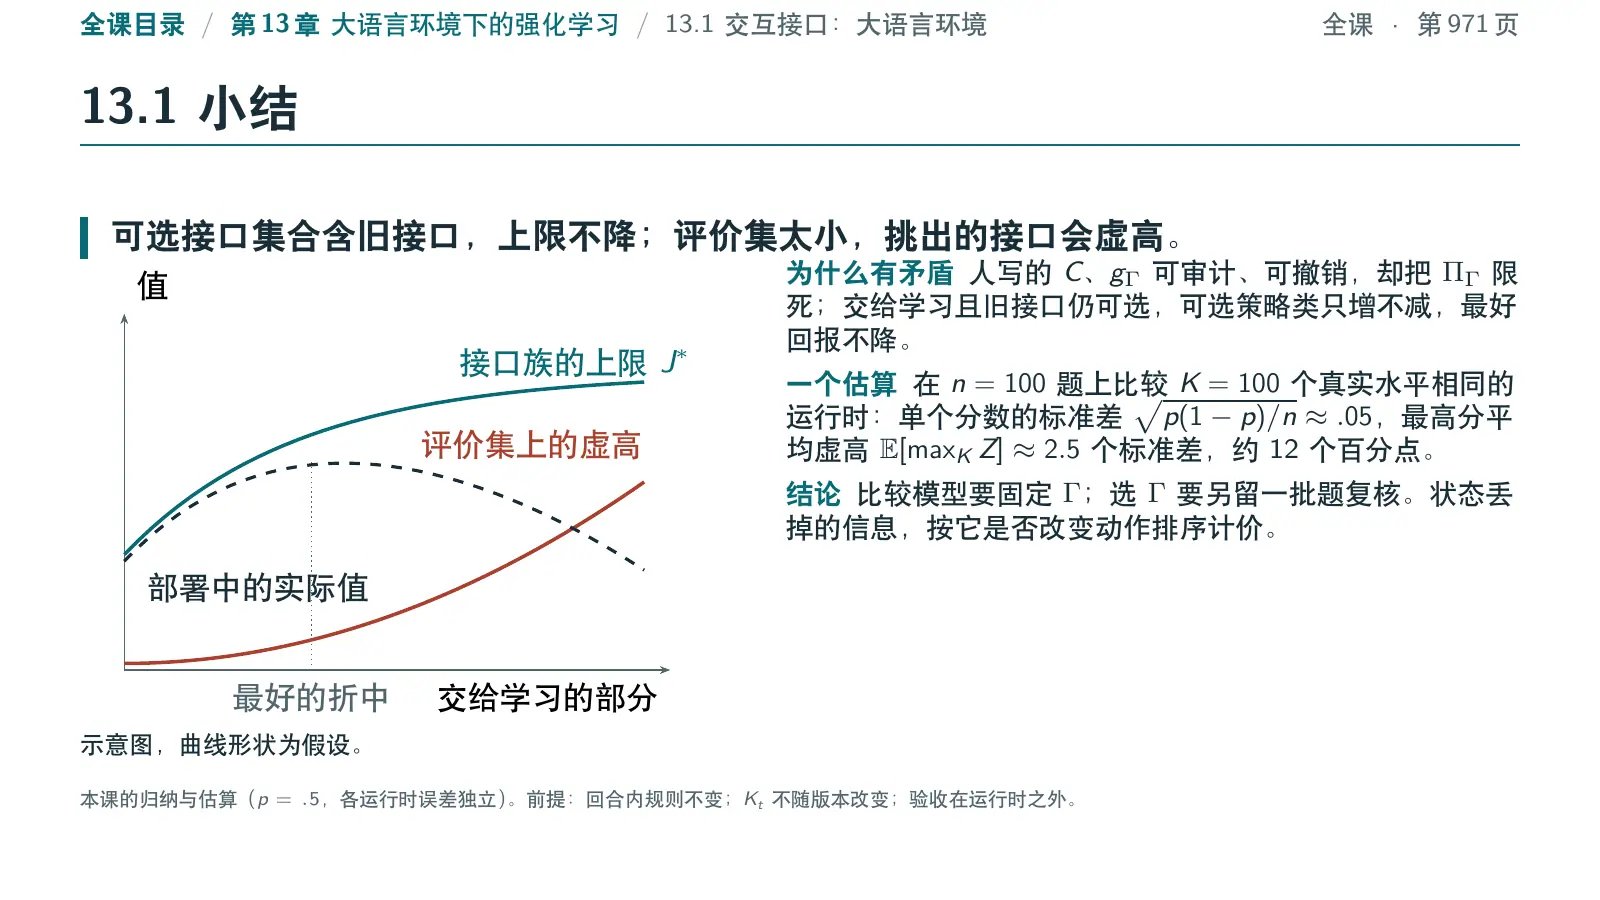 全课目录 / 第 13 章 大语言环境下的强化学习 / 13.1 交互接口：大语言环境
全课 · 第 971 页
13.1 小结
可选接口集合含旧接口，上限不降；评价集太小，挑出的接口会虚高。
值
接口族的上限 J*
评价集上的虚高
部署中的实际值
最好的折中
交给学习的部分
示意图，曲线形状为假设。
为什么有矛盾 人写的 C、g_Γ 可审计、可撤销，却把 Π_Γ 限
死；交给学习且旧接口仍可选，可选策略类只增不减，最好
回报不降。
一个估算 在 n = 100 题上比较 K = 100 个真实水平相同的
运行时：单个分数的标准差 √p(1 − p)/n ≈ .05，最高分平
均虚高 𝔼[max_K Z] ≈ 2.5 个标准差，约 12 个百分点。
结论 比较模型要固定 Γ；选 Γ 要另留一批题复核。状态丢
掉的信息，按它是否改变动作排序计价。
本课的归纳与估算（p = .5，各运行时误差独立）。前提：回合内规则不变；K_t 不随版本改变；验收在运行时之外。